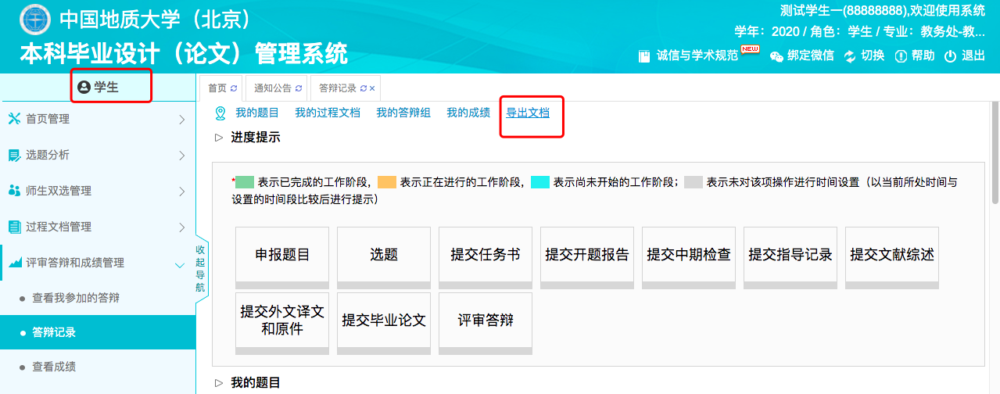 中国地质大学（北京）
本科毕业设计（论文）管理系统
测试学生一(88888888),欢迎使用系统
学年：2020 / 角色：学生 / 专业：教务处-教...
诚信与学术规范 NEW 绑定微信 切换 帮助 退出
学生
首页管理
选题分析
师生双选管理
过程文档管理
评审答辩和成绩管理
查看我参加的答辩
答辩记录
查看成绩
收起导航
首页 通知公告 答辩记录
我的题目 我的过程文档 我的答辩组 我的成绩 导出文档
进度提示
* 表示已完成的工作阶段， 表示正在进行的工作阶段， 表示尚未开始的工作阶段； 表示未对该项操作进行时间设置（以当前所处时间与
设置的时间段比较后进行提示）
申报题目 选题 提交任务书 提交开题报告 提交中期检查 提交指导记录 提交文献综述
提交外文译文
和原件
提交毕业论文 评审答辩
我的题目